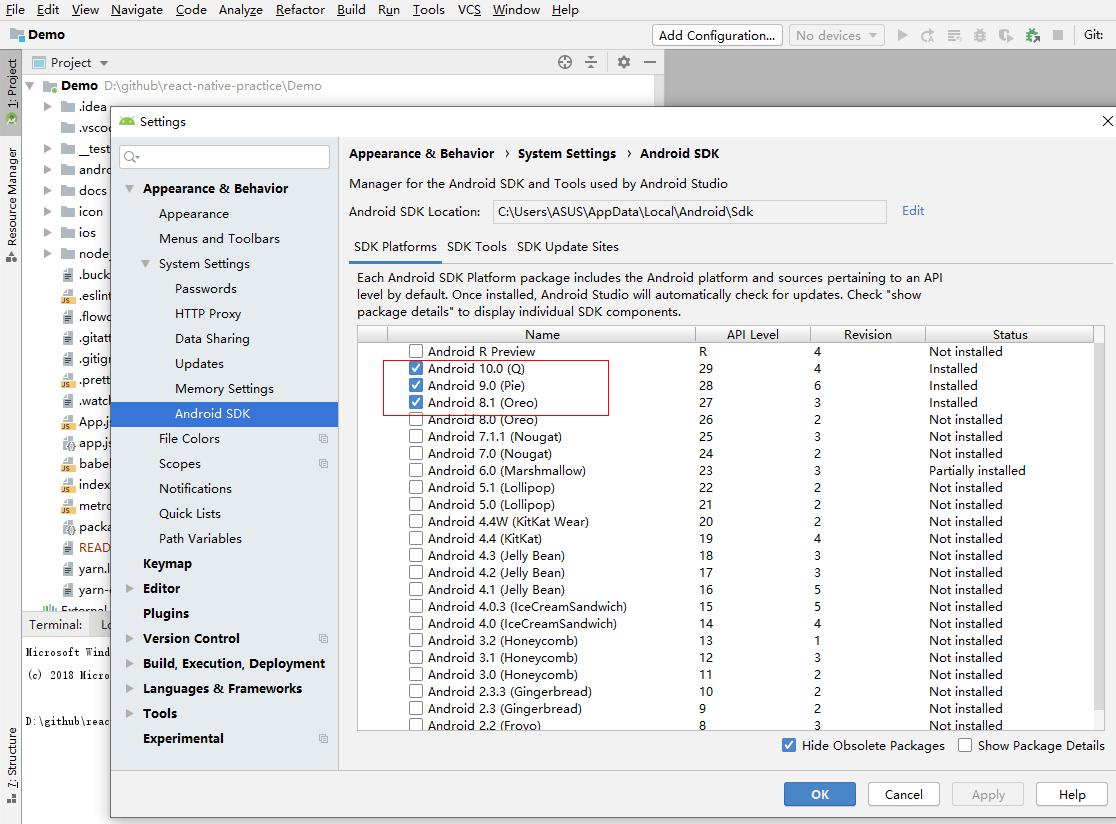 File Edit View Navigate Code Analyze Refactor Build Run Tools VCS Window Help
Demo Add Configuration... No devices Git:
1: Project
Resource Manager
7: Structure
Project
Demo D:\github\react-native-practice\Demo
.idea
.vsco
__test
andro
docs
icon
ios
node_
.buck
.eslint
.flowc
.gitatt
.gitign
.prett
.watc
App.js
app.js
babel
index
metro
packa
READ
yarn.l
yarn-e
External
Terminal: Lo
Microsoft Wind
(c) 2018 Micro
D:\github\reac
Settings
Appearance & Behavior
Appearance
Menus and Toolbars
System Settings
Passwords
HTTP Proxy
Data Sharing
Updates
Memory Settings
Android SDK
File Colors
Scopes
Notifications
Quick Lists
Path Variables
Keymap
Editor
Plugins
Version Control
Build, Execution, Deployment
Languages & Frameworks
Tools
Experimental
Appearance & Behavior › System Settings › Android SDK
Manager for the Android SDK and Tools used by Android Studio
Android SDK Location: C:\Users\ASUS\AppData\Local\Android\Sdk Edit
SDK Platforms SDK Tools SDK Update Sites
Each Android SDK Platform package includes the Android platform and sources pertaining to an API
level by default. Once installed, Android Studio will automatically check for updates. Check "show
package details" to display individual SDK components.
Name API Level Revision Status
Android R Preview R 4 Not installed
Android 10.0 (Q) 29 4 Installed
Android 9.0 (Pie) 28 6 Installed
Android 8.1 (Oreo) 27 3 Installed
Android 8.0 (Oreo) 26 2 Not installed
Android 7.1.1 (Nougat) 25 3 Not installed
Android 7.0 (Nougat) 24 2 Not installed
Android 6.0 (Marshmallow) 23 3 Partially installed
Android 5.1 (Lollipop) 22 2 Not installed
Android 5.0 (Lollipop) 21 2 Not installed
Android 4.4W (KitKat Wear) 20 2 Not installed
Android 4.4 (KitKat) 19 4 Not installed
Android 4.3 (Jelly Bean) 18 3 Not installed
Android 4.2 (Jelly Bean) 17 3 Not installed
Android 4.1 (Jelly Bean) 16 5 Not installed
Android 4.0.3 (IceCreamSandwich) 15 5 Not installed
Android 4.0 (IceCreamSandwich) 14 4 Not installed
Android 3.2 (Honeycomb) 13 1 Not installed
Android 3.1 (Honeycomb) 12 3 Not installed
Android 3.0 (Honeycomb) 11 2 Not installed
Android 2.3.3 (Gingerbread) 10 2 Not installed
Android 2.3 (Gingerbread) 9 2 Not installed
Android 2.2 (Froyo) 8 3 Not installed
Hide Obsolete Packages Show Package Details
OK Cancel Apply Help